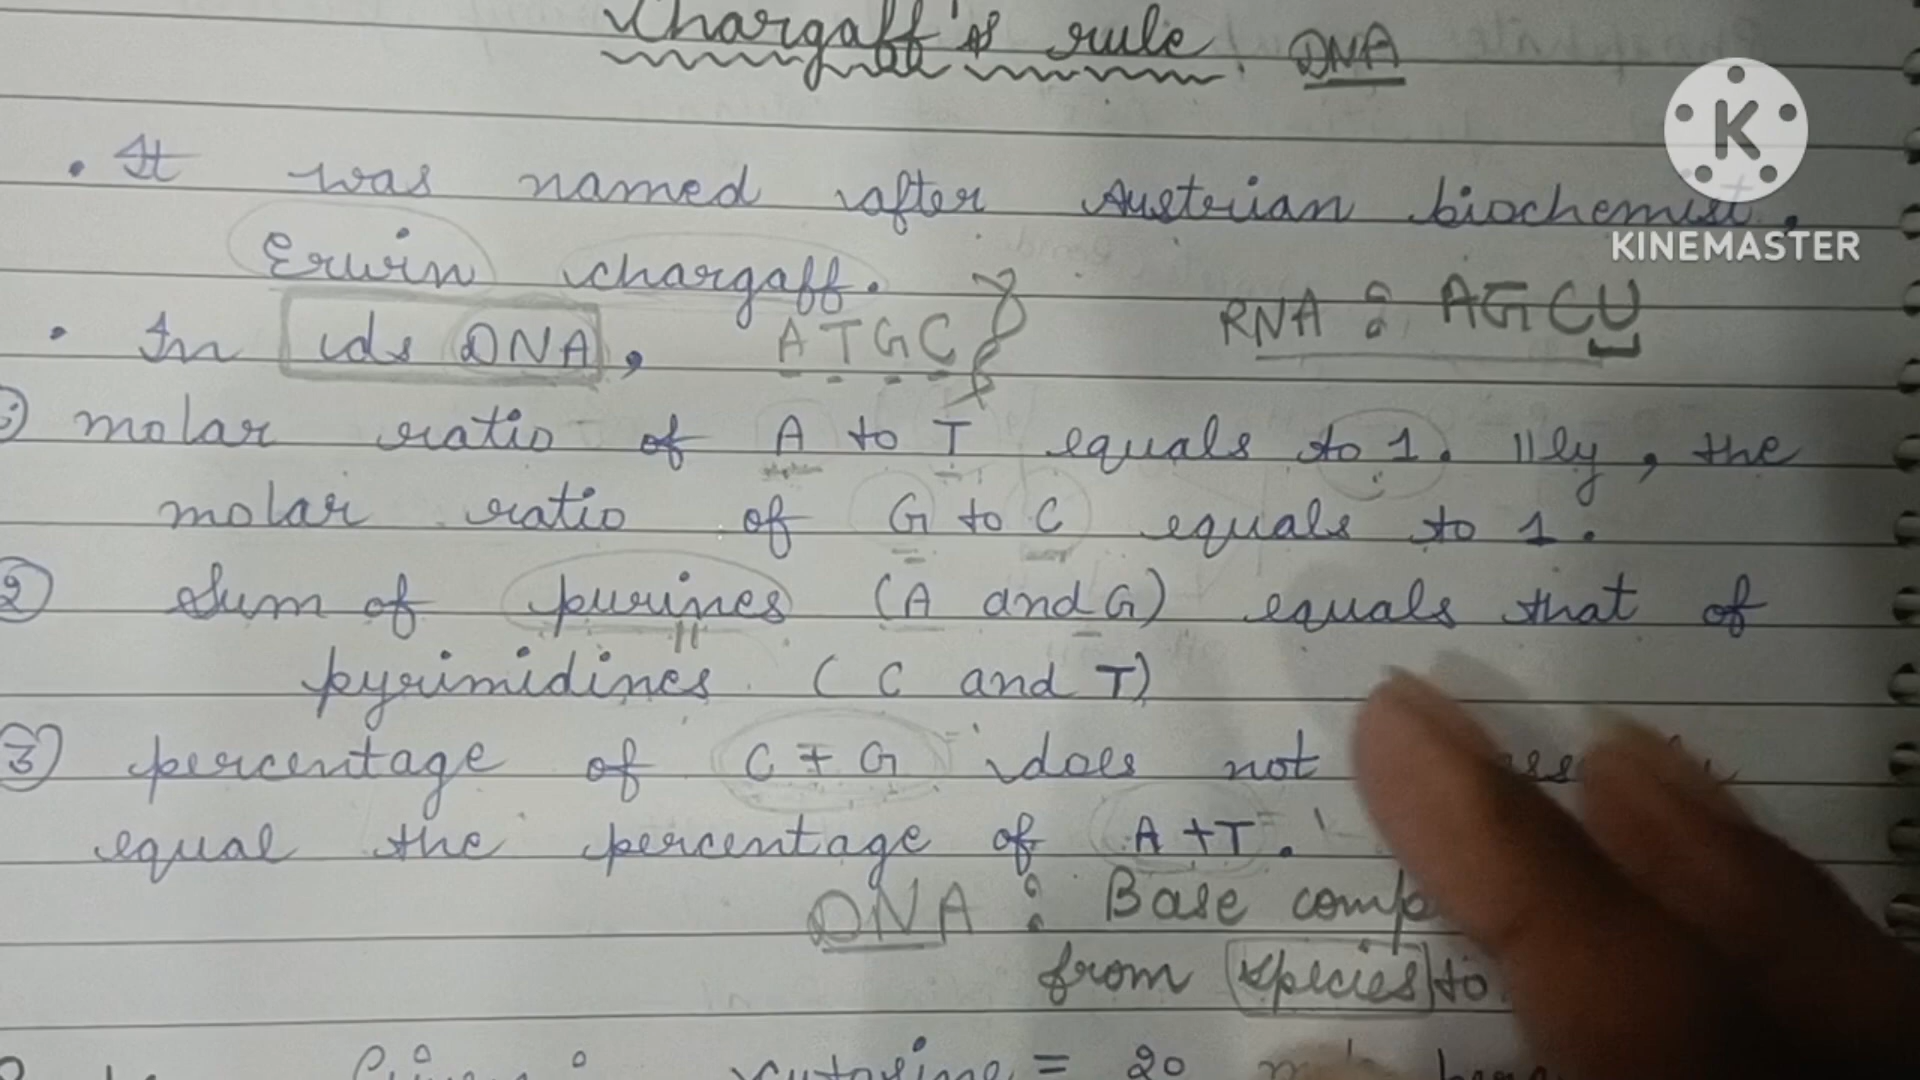 Chargaff's rule. DNA
K
. It was named after Austrian biochemist.
KINEMASTER
Erwin chargaff.
RNA : AGCU
. In ds DNA, ATGC
molar ratio of A to T equals to 1. ||ly, the
molar ratio of G to C equals to 1.
② Sum of purines (A and G) equals that of
pyrimidines (C and T)
③ percentage of C + G does not
equal the percentage of A+T.
DNA : Base
from species to
= 20